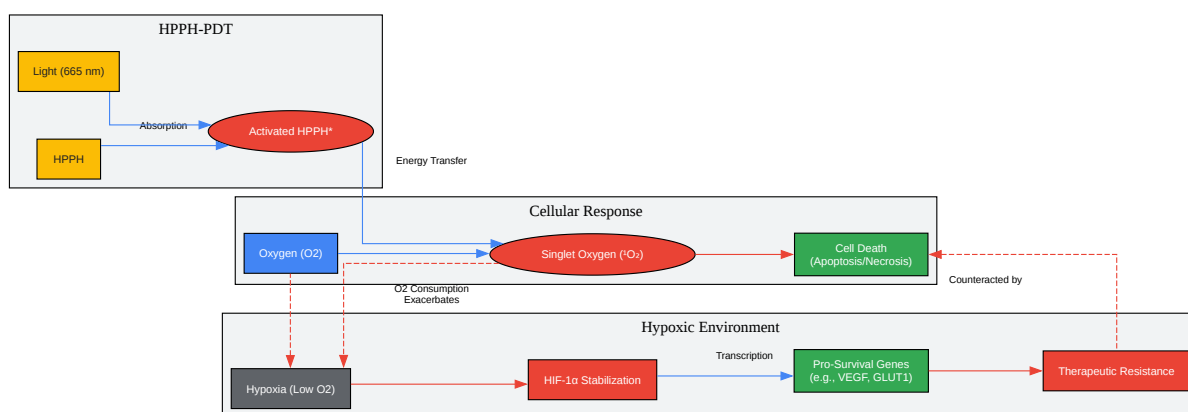 HPPH-PDT
Light (665 nm)
Absorption
Activated HPPH*
HPPH
Energy Transfer
Cellular Response
Oxygen (O2)
Singlet Oxygen (¹O₂)
Cell Death
(Apoptosis/Necrosis)
O2 Consumption
Exacerbates
Counteracted by
Hypoxic Environment
Hypoxia (Low O2)
HIF-1α Stabilization
Transcription
Pro-Survival Genes
(e.g., VEGF, GLUT1)
Therapeutic Resistance